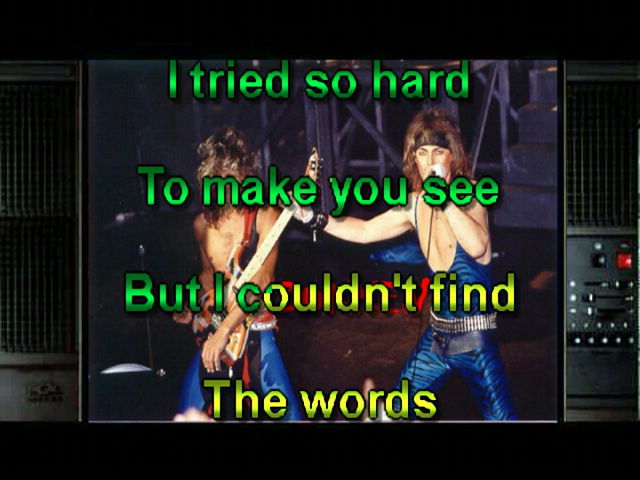 I tried so hard
To make you see
But I couldn't find
The words